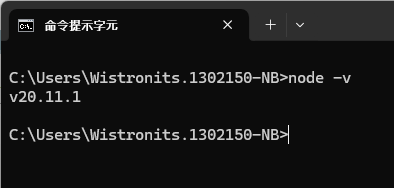 命令提示字元
C:\Users\Wistronits.1302150-NB>node -v
v20.11.1
C:\Users\Wistronits.1302150-NB>